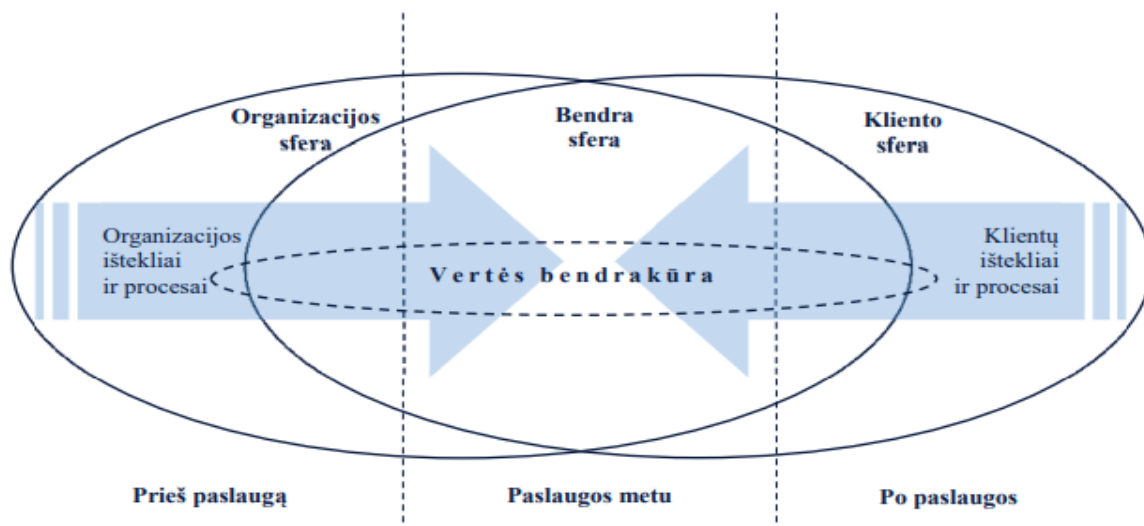 Organizacijos
sfera
Bendra
sfera
Kliento
sfera
Organizacijos
ištekliai
ir procesai
Vertės bendrakūra
Klientų
ištekliai
ir procesai
Prieš paslaugą
Paslaugos metu
Po paslaugos